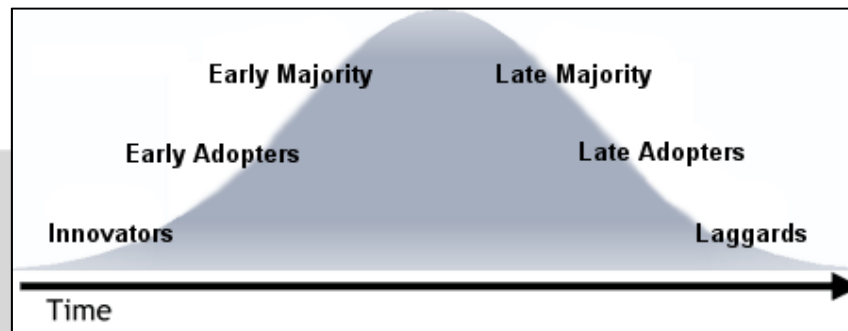 Early Majority Late Majority
Early Adopters Late Adopters
Innovators Laggards
Time